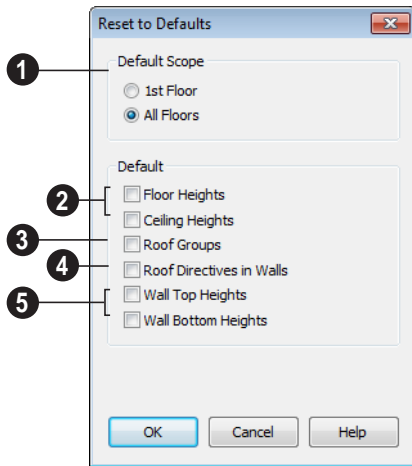 Reset to Defaults
1
Default Scope
1st Floor
All Floors
Default
2
Floor Heights
Ceiling Heights
3
Roof Groups
4
Roof Directives in Walls
5
Wall Top Heights
Wall Bottom Heights
OK
Cancel
Help